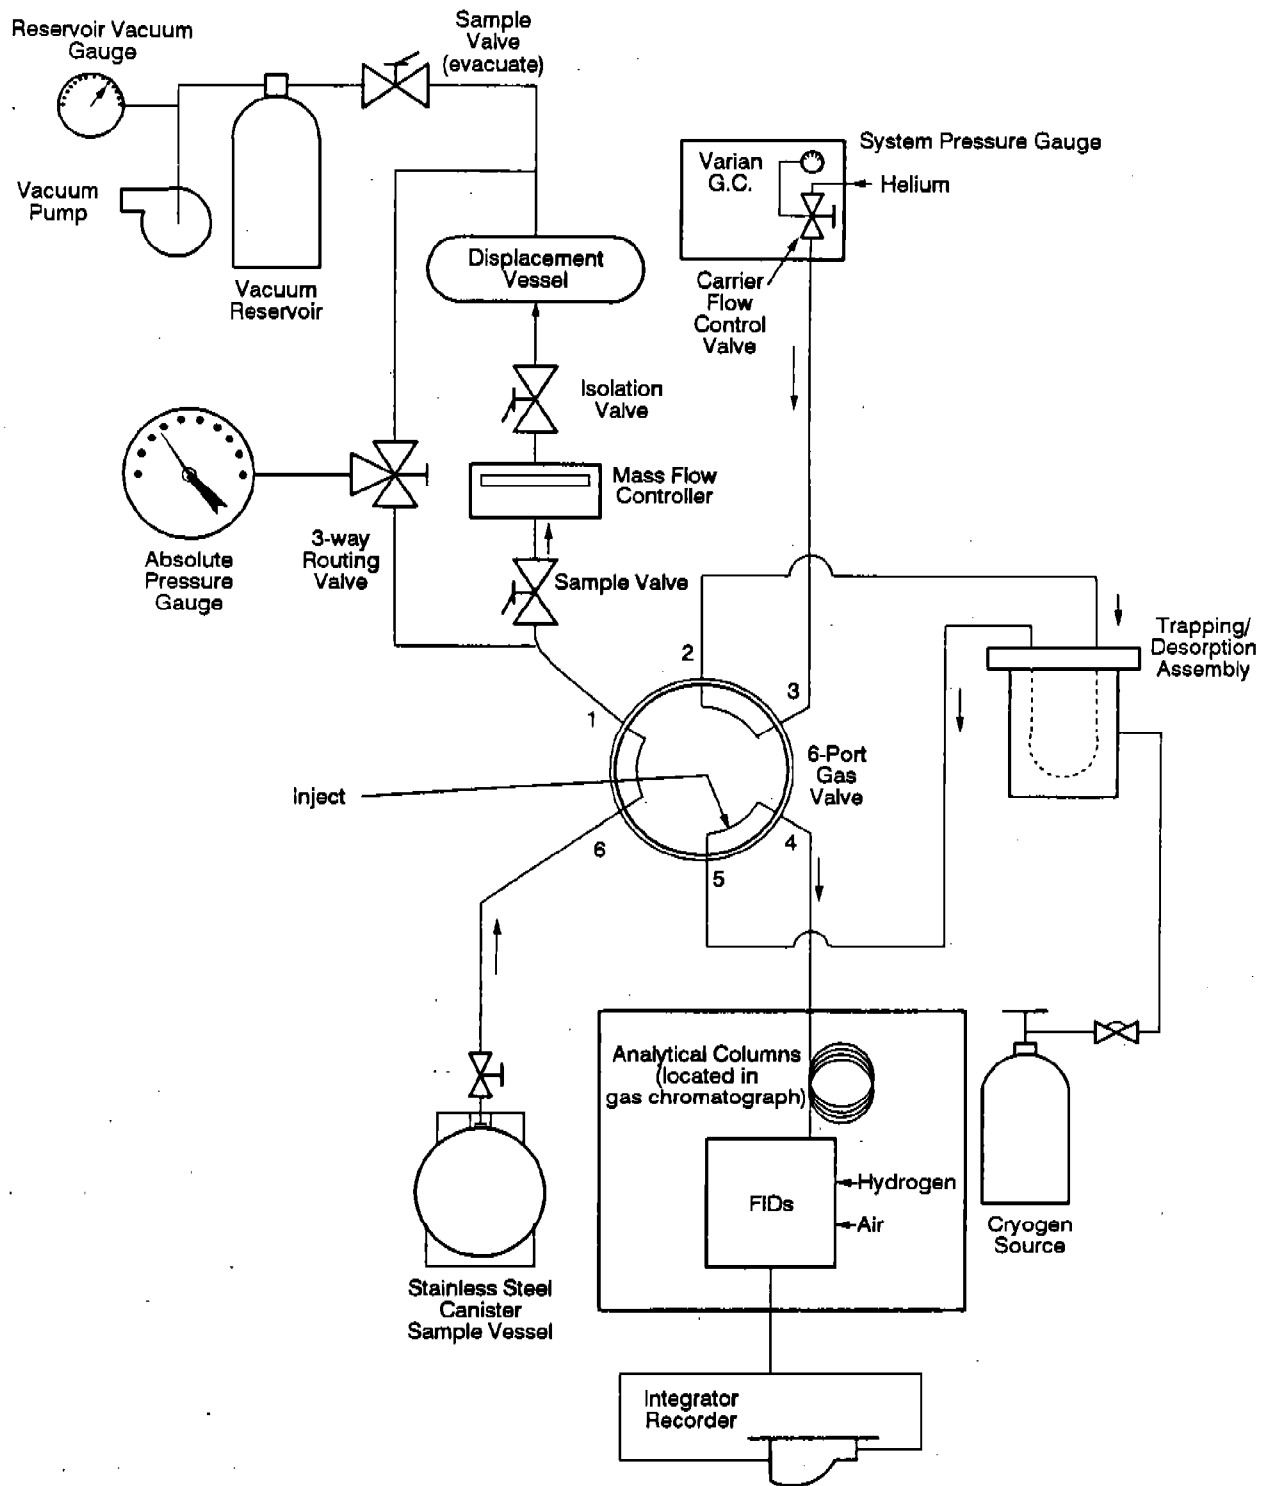 Reservoir Vacuum
Gauge
Sample
Valve
(evacuate)
Vacuum
Pump
Vacuum
Reservoir
Displacement
Vessel
Varian
G.C.
System Pressure Gauge
Helium
Carrier
Flow
Control
Valve
Isolation
Valve
Mass Flow
Controller
Absolute
Pressure
Gauge
3-way
Routing
Valve
Sample Valve
Trapping/
Desorption
Assembly
2
3
1
6-Port
Gas
Valve
Inject
6
4
5
Analytical Columns
(located in
gas chromatograph)
FIDs
Hydrogen
Air
Cryogen
Source
Stainless Steel
Canister
Sample Vessel
Integrator
Recorder